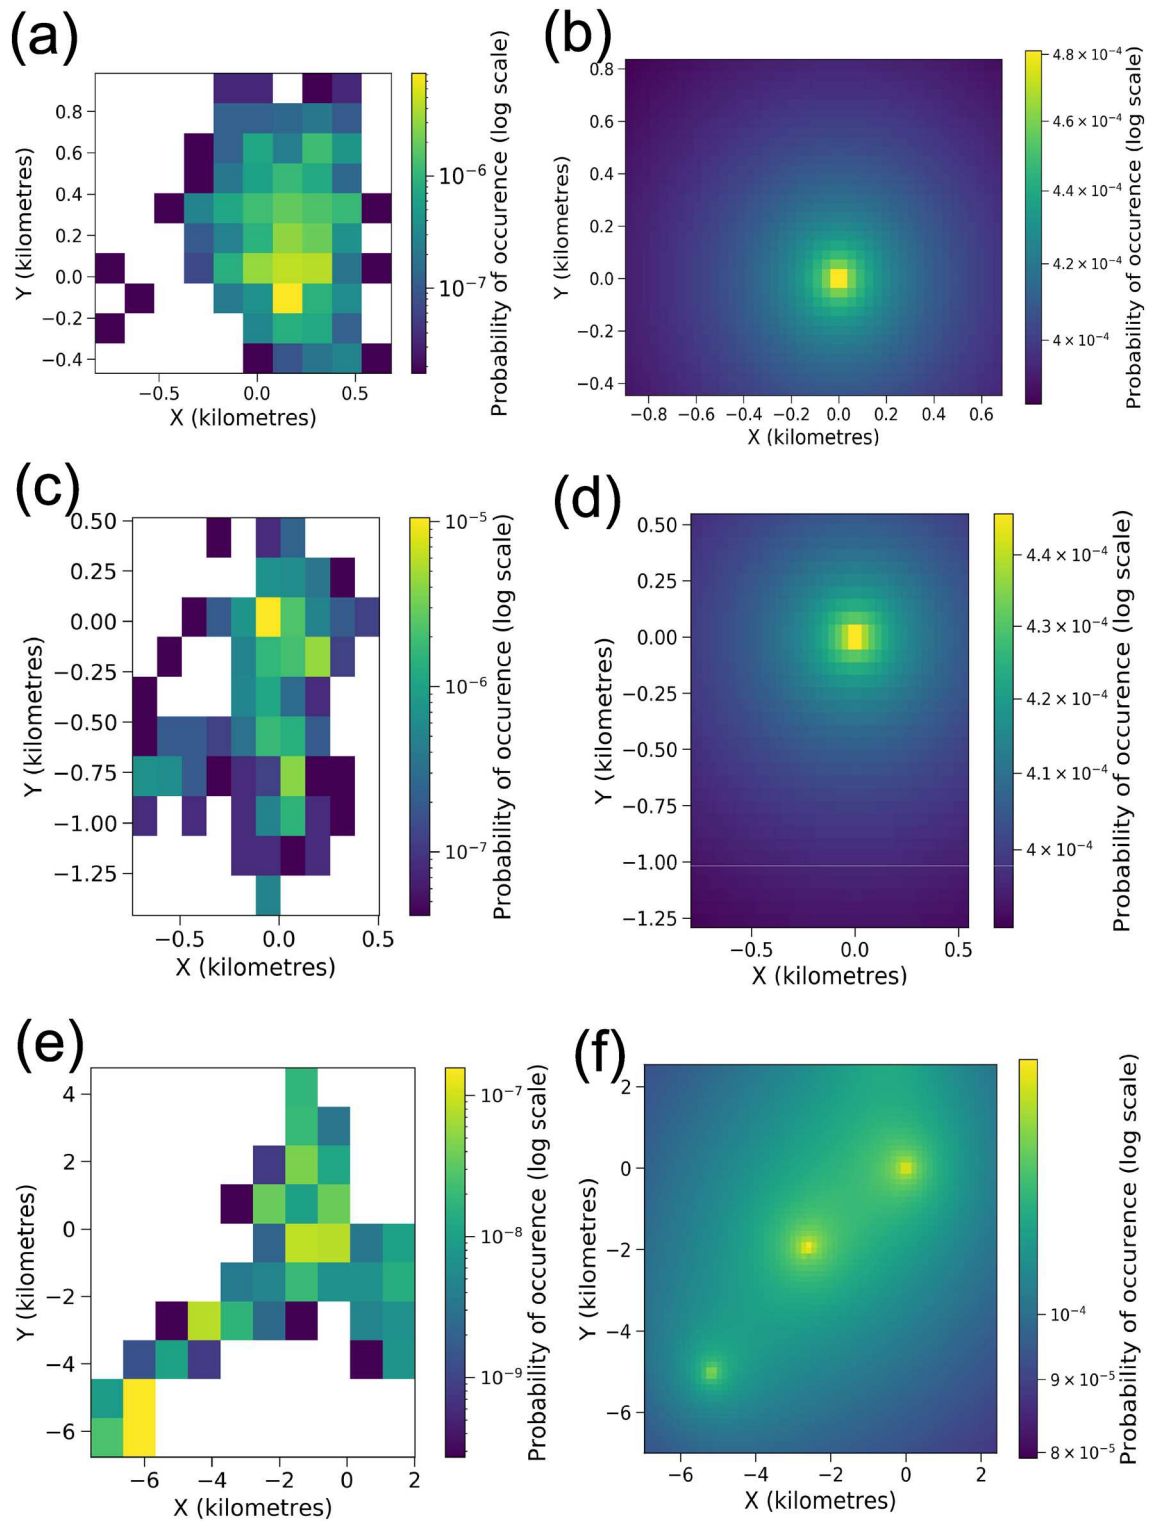 (a)
0.8
0.6
0.4
0.2
0.0
−0.2
−0.4
Y (kilometres)
−0.5 0.0 0.5
X (kilometres)
10⁻⁶
10⁻⁷
Probability of occurence (log scale)
(b)
0.8
0.6
0.4
0.2
0.0
−0.2
−0.4
Y (kilometres)
−0.8 −0.6 −0.4 −0.2 0.0 0.2 0.4 0.6
X (kilometres)
4.8 × 10⁻⁴
4.6 × 10⁻⁴
4.4 × 10⁻⁴
4.2 × 10⁻⁴
4 × 10⁻⁴
Probability of occurence (log scale)
(c)
0.50
0.25
0.00
−0.25
−0.50
−0.75
−1.00
−1.25
Y (kilometres)
−0.5 0.0 0.5
X (kilometres)
10⁻⁵
10⁻⁶
10⁻⁷
Probability of occurence (log scale)
(d)
0.50
0.25
0.00
−0.25
−0.50
−0.75
−1.00
−1.25
Y (kilometres)
−0.5 0.0 0.5
X (kilometres)
4.4 × 10⁻⁴
4.3 × 10⁻⁴
4.2 × 10⁻⁴
4.1 × 10⁻⁴
4 × 10⁻⁴
Probability of occurence (log scale)
(e)
4
2
0
−2
−4
−6
Y (kilometres)
−6 −4 −2 0 2
X (kilometres)
10⁻⁷
10⁻⁸
10⁻⁹
Probability of occurence (log scale)
(f)
2
0
−2
−4
−6
Y (kilometres)
−6 −4 −2 0 2
X (kilometres)
10⁻⁴
9 × 10⁻⁵
8 × 10⁻⁵
Probability of occurence (log scale)